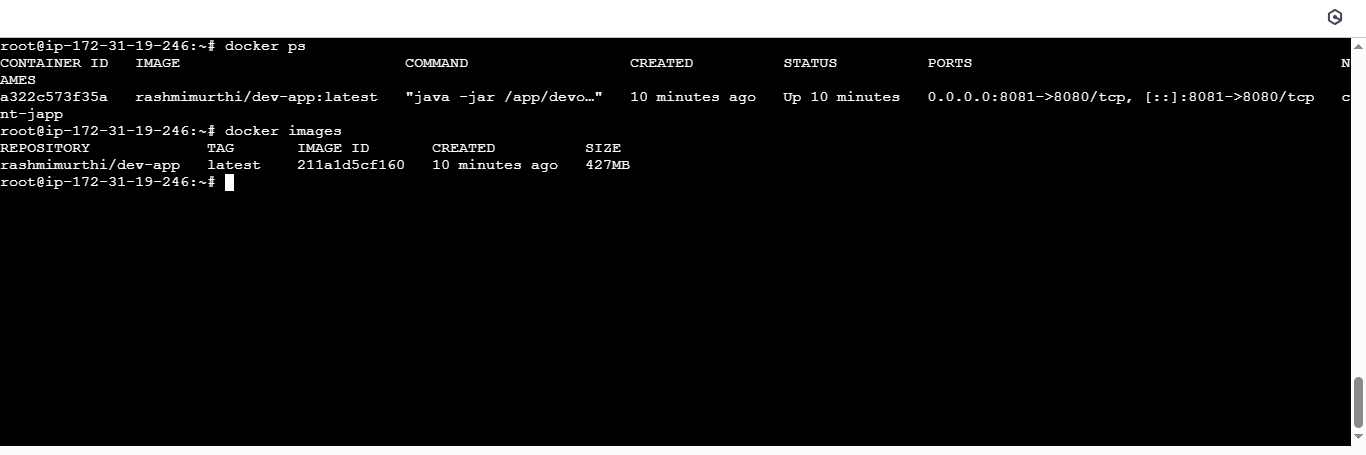 root@ip-172-31-19-246:~# docker ps
CONTAINER ID   IMAGE                         COMMAND                  CREATED          STATUS          PORTS                                         N
AMES
a322c573f35a   rashmimurthi/dev-app:latest   "java -jar /app/devo…"   10 minutes ago   Up 10 minutes   0.0.0.0:8081->8080/tcp, [::]:8081->8080/tcp   c
nt-japp
root@ip-172-31-19-246:~# docker images
REPOSITORY             TAG       IMAGE ID       CREATED          SIZE
rashmimurthi/dev-app   latest    211a1d5cf160   10 minutes ago   427MB
root@ip-172-31-19-246:~#